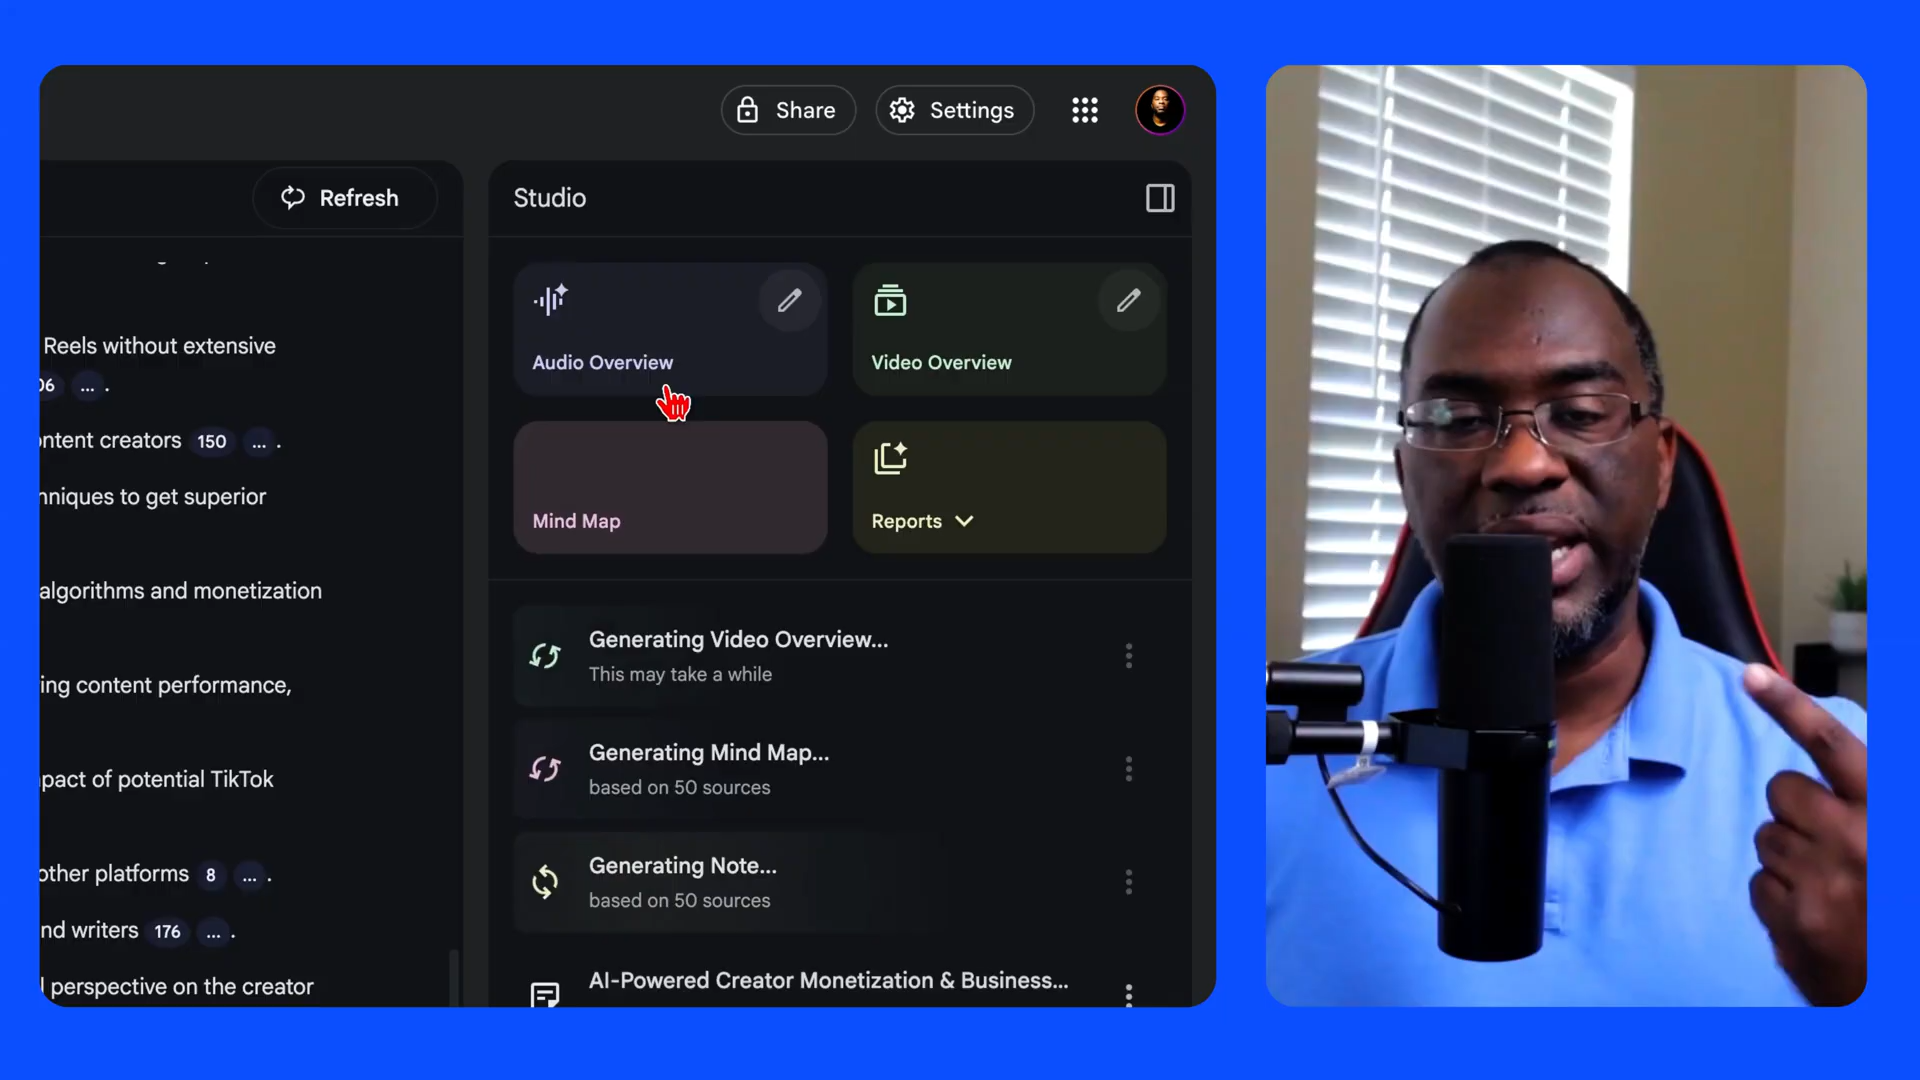 Share
Settings
Refresh
Studio
Reels without extensive
06 ... .
ntent creators 150 ... .
niques to get superior
algorithms and monetization
ing content performance,
pact of potential TikTok
other platforms 8 ... .
nd writers 176 ... .
perspective on the creator
Audio Overview
Video Overview
Mind Map
Reports
Generating Video Overview...
This may take a while
Generating Mind Map...
based on 50 sources
Generating Note...
based on 50 sources
AI-Powered Creator Monetization & Business...